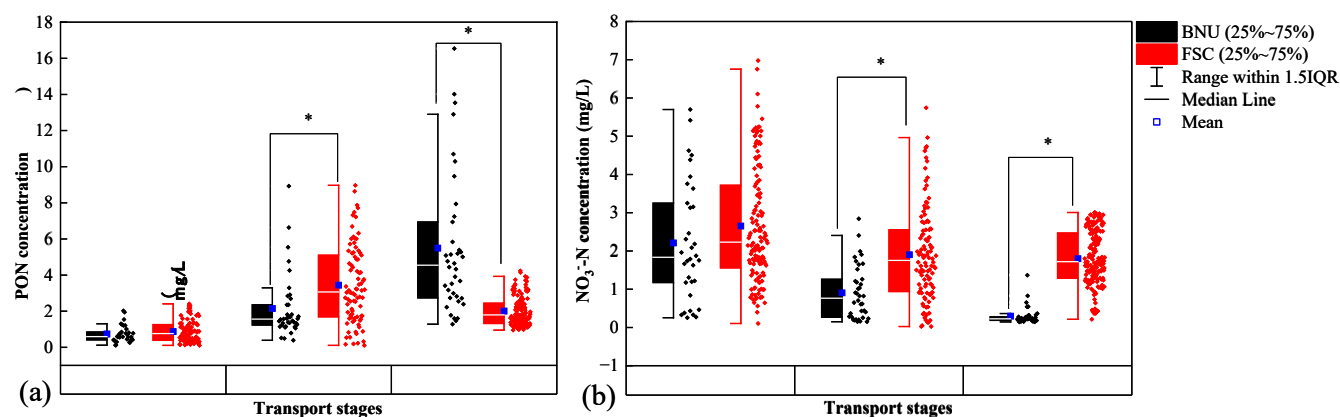 18
16
14
12
10
8
6
4
2
0
PON concentration
)
(
mg/L
*
*
(a)
Transport stages
8
7
6
5
4
3
2
1
0
−1
NO3−-N concentration (mg/L)
*
*
(b)
Transport stages
BNU (25%~75%)
FSC (25%~75%)
Range within 1.5IQR
Median Line
Mean